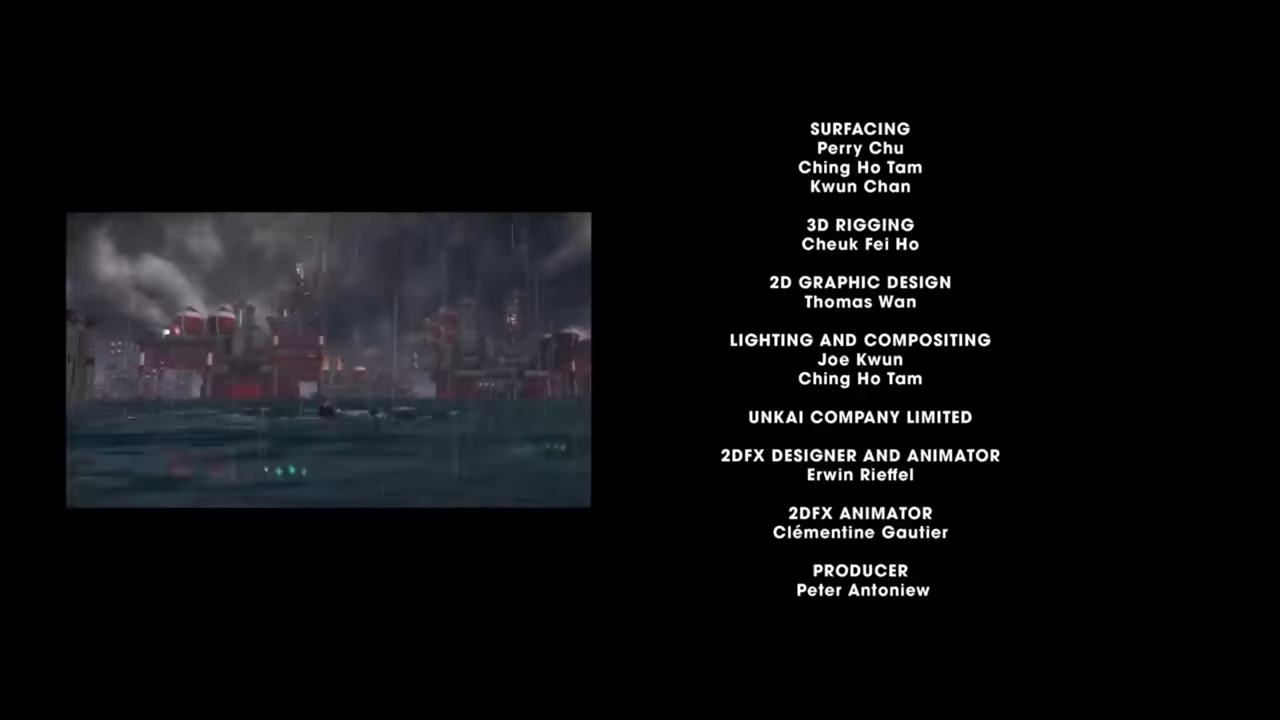 SURFACING
Perry Chu
Ching Ho Tam
Kwun Chan
3D RIGGING
Cheuk Fei Ho
2D GRAPHIC DESIGN
Thomas Wan
LIGHTING AND COMPOSITING
Joe Kwun
Ching Ho Tam
UNKAI COMPANY LIMITED
2DFX DESIGNER AND ANIMATOR
Erwin Rieffel
2DFX ANIMATOR
Clémentine Gautier
PRODUCER
Peter Antoniew